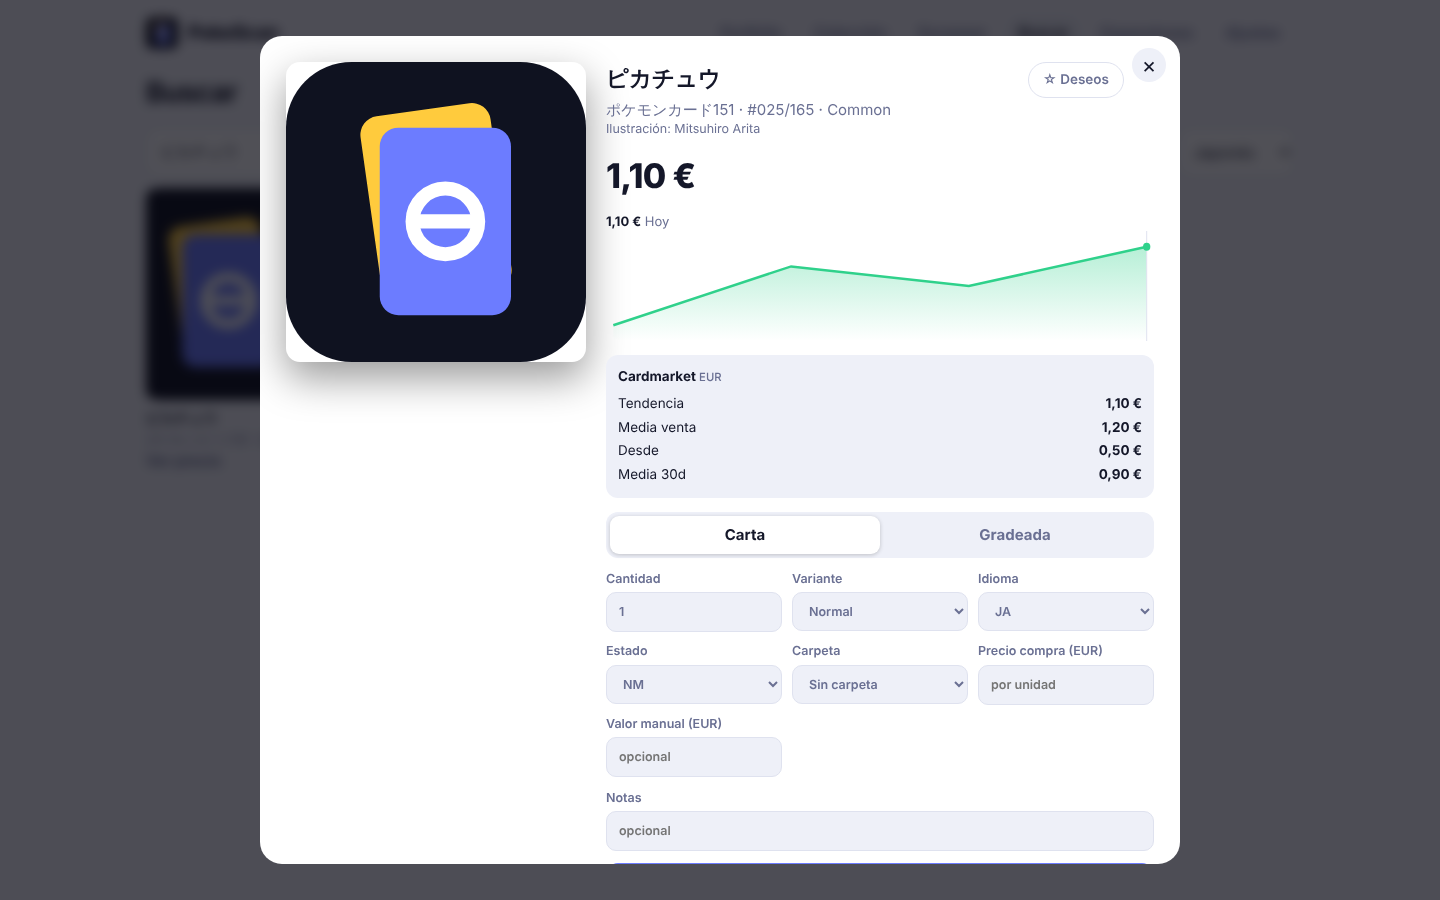 Buscar
ピカチュウ
☆ Deseos
×
ポケモンカード151 · #025/165 · Common
Ilustración: Mitsuhiro Arita
1,10 €
1,10 € Hoy
Cardmarket EUR
Tendencia 1,10 €
Media venta 1,20 €
Desde 0,50 €
Media 30d 0,90 €
Carta Gradeada
Cantidad Variante Idioma
1 Normal JA
Estado Carpeta Precio compra (EUR)
NM Sin carpeta por unidad
Valor manual (EUR)
opcional
Notas
opcional